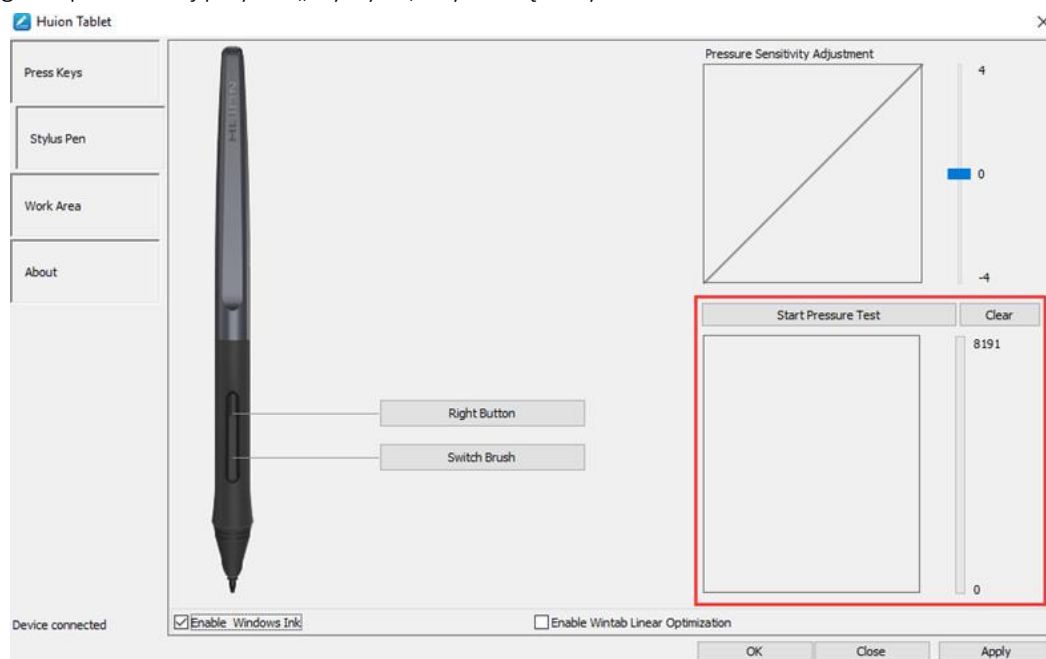 Huion Tablet
Press Keys
Stylus Pen
Work Area
About
Device connected
HUION
Right Button
Switch Brush
Pressure Sensitivity Adjustment
4
0
-4
Start Pressure Test
Clear
8191
0
Enable Windows Ink
Enable Wintab Linear Optimization
OK
Close
Apply